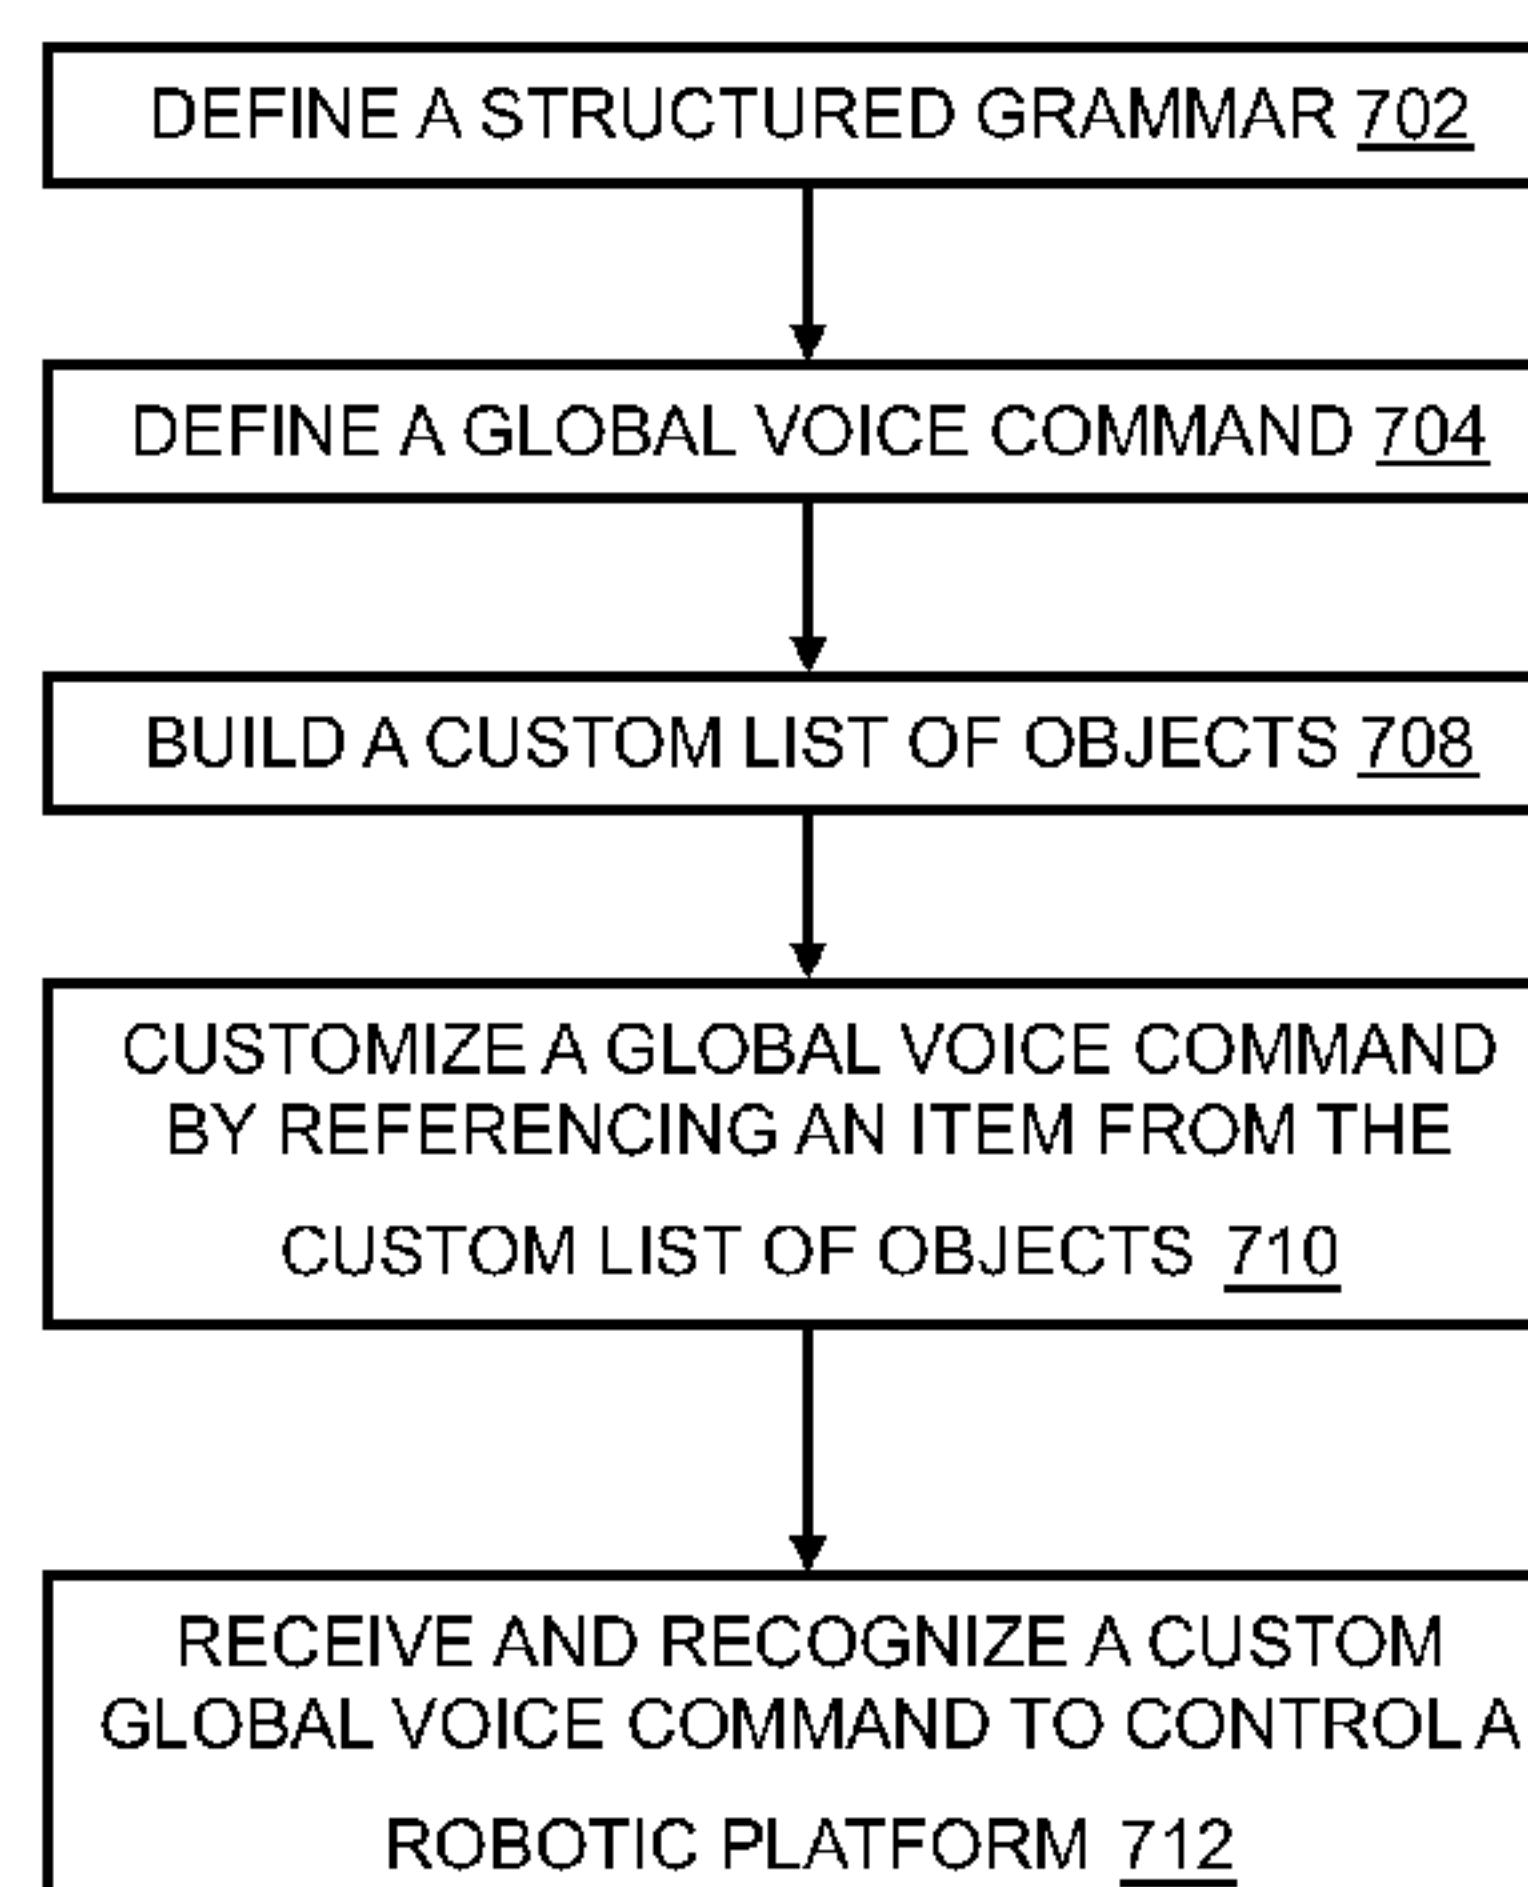 DEFINE A STRUCTURED GRAMMAR 702
DEFINE A GLOBAL VOICE COMMAND 704
BUILD A CUSTOM LIST OF OBJECTS 708
CUSTOMIZE A GLOBAL VOICE COMMAND
BY REFERENCING AN ITEM FROM THE
CUSTOM LIST OF OBJECTS 710
RECEIVE AND RECOGNIZE A CUSTOM
GLOBAL VOICE COMMAND TO CONTROL A
ROBOTIC PLATFORM 712